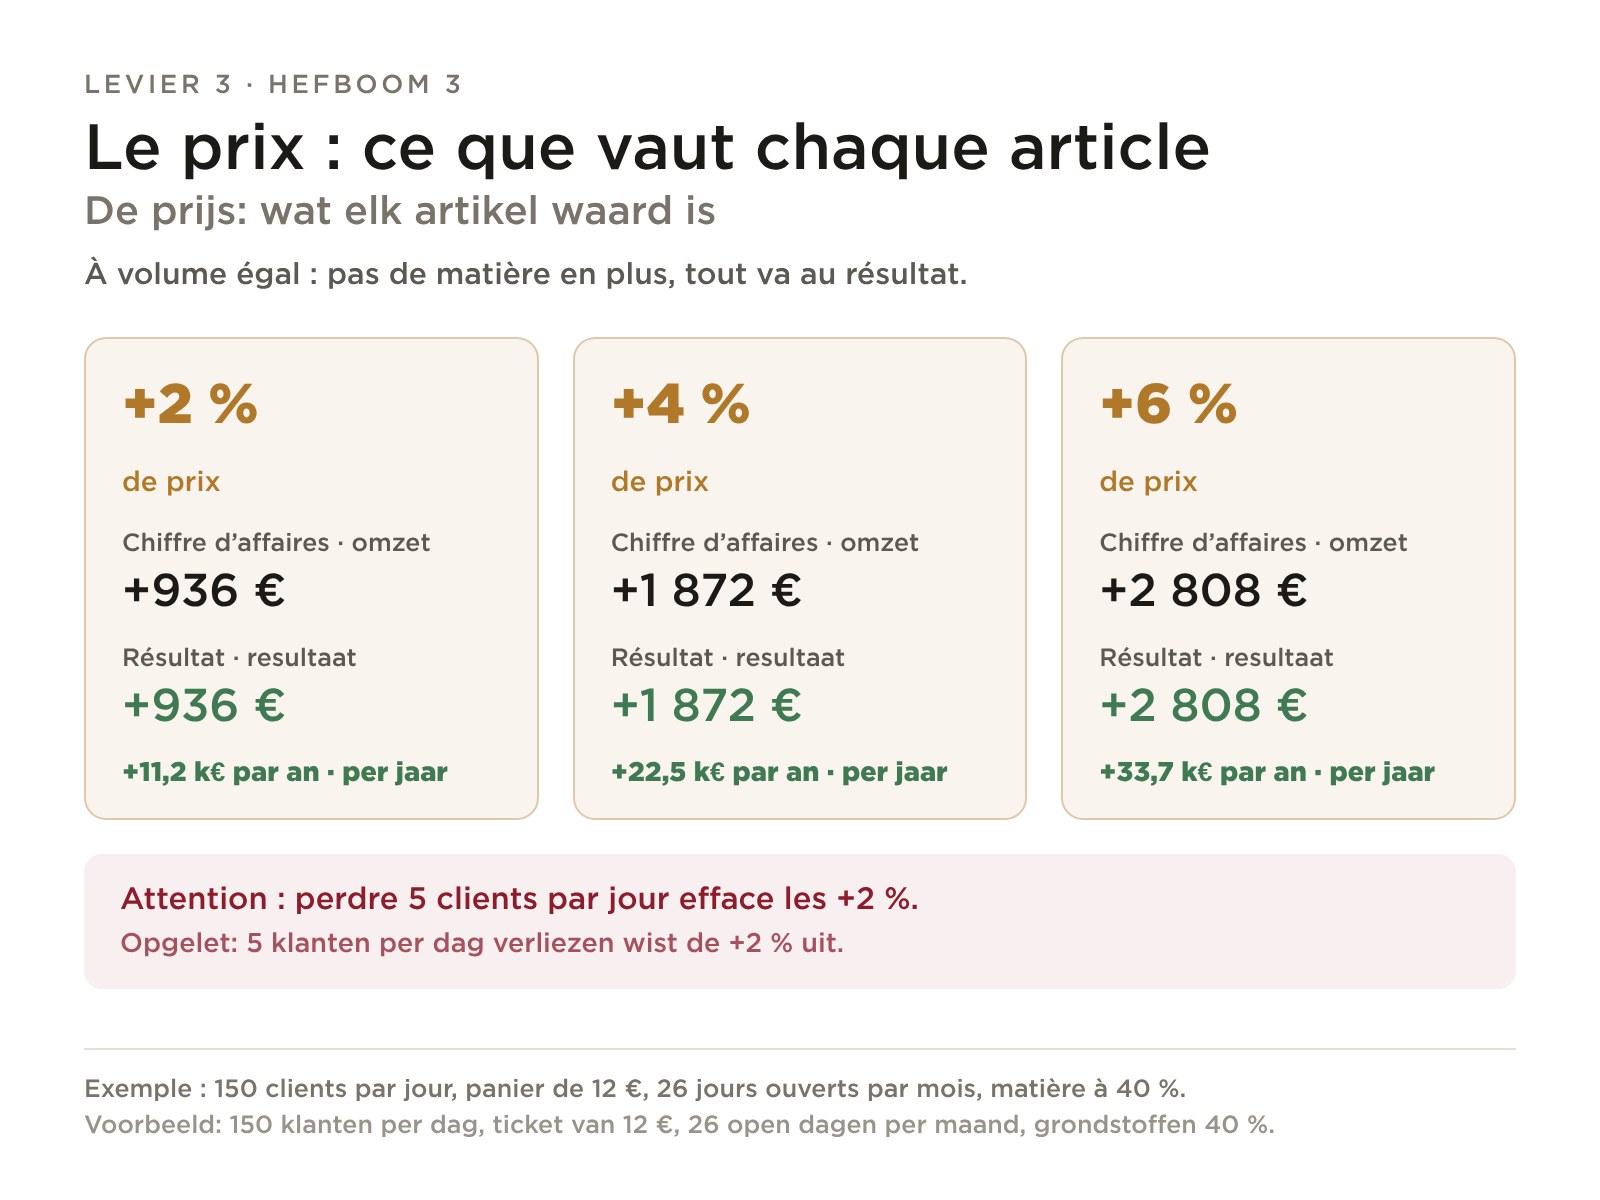 LEVIER 3 · HEFBOOM 3
Le prix : ce que vaut chaque article
De prijs: wat elk artikel waard is
À volume égal : pas de matière en plus, tout va au résultat.
+2 %
de prix
Chiffre d’affaires · omzet
+936 €
Résultat · resultaat
+936 €
+11,2 k€ par an · per jaar
+4 %
de prix
Chiffre d’affaires · omzet
+1 872 €
Résultat · resultaat
+1 872 €
+22,5 k€ par an · per jaar
+6 %
de prix
Chiffre d’affaires · omzet
+2 808 €
Résultat · resultaat
+2 808 €
+33,7 k€ par an · per jaar
Attention : perdre 5 clients par jour efface les +2 %.
Opgelet: 5 klanten per dag verliezen wist de +2 % uit.
Exemple : 150 clients par jour, panier de 12 €, 26 jours ouverts par mois, matière à 40 %.
Voorbeeld: 150 klanten per dag, ticket van 12 €, 26 open dagen per maand, grondstoffen 40 %.